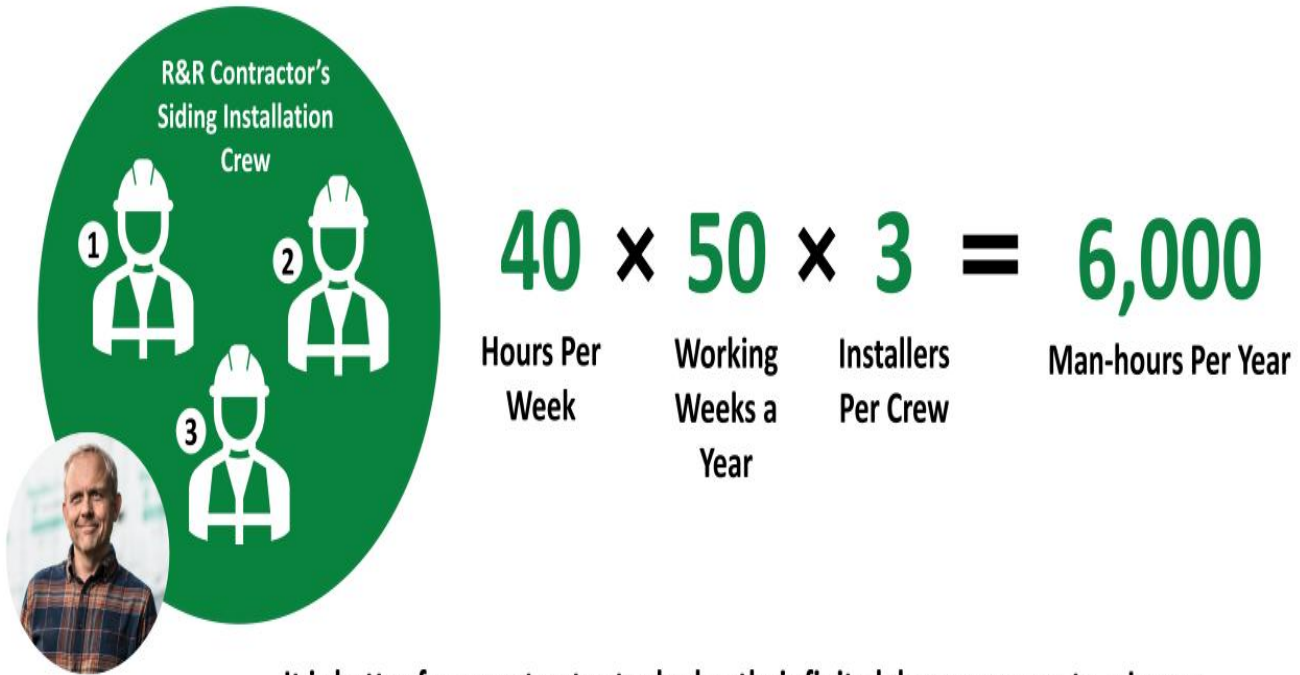 R&R Contractor's
Siding Installation
Crew
1
2
3
40 × 50 × 3 = 6,000
Hours Per
Week
Working
Weeks a
Year
Installers
Per Crew
Man-hours Per Year